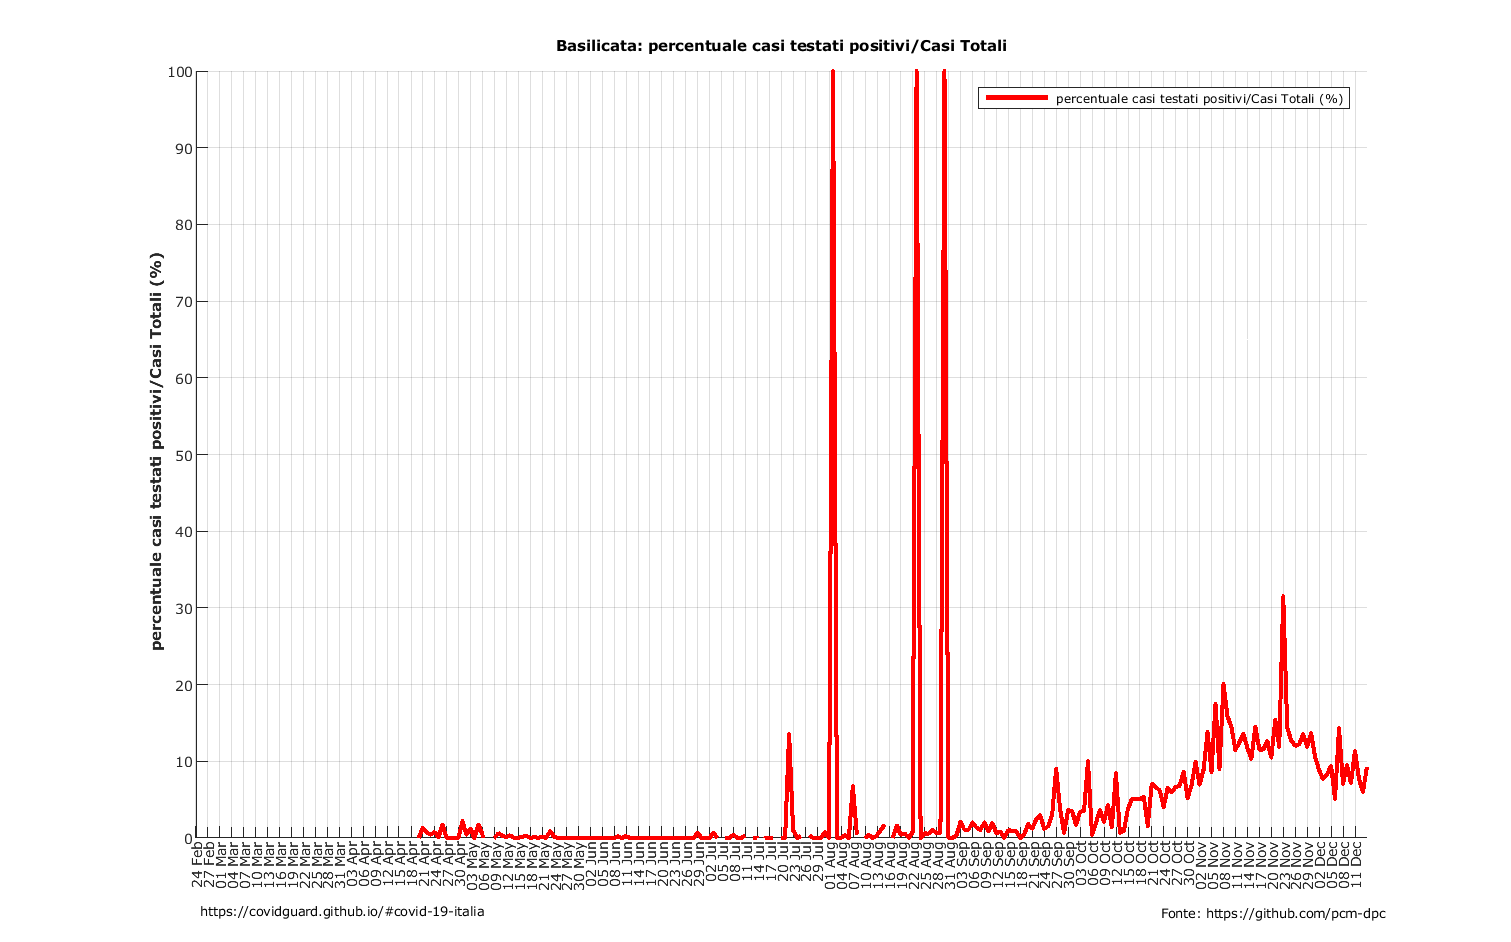 Basilicata: percentuale casi testati positivi/Casi Totali
percentuale casi testati positivi/Casi Totali (%)
percentuale casi testati positivi/Casi Totali (%)
100
90
80
70
60
50
40
30
20
10
0
24 Feb
27 Feb
01 Mar
04 Mar
07 Mar
10 Mar
13 Mar
16 Mar
19 Mar
22 Mar
25 Mar
28 Mar
31 Mar
03 Apr
06 Apr
09 Apr
12 Apr
15 Apr
18 Apr
21 Apr
24 Apr
27 Apr
30 Apr
03 May
06 May
09 May
12 May
15 May
18 May
21 May
24 May
27 May
30 May
02 Jun
05 Jun
08 Jun
11 Jun
14 Jun
17 Jun
20 Jun
23 Jun
26 Jun
29 Jun
02 Jul
05 Jul
08 Jul
11 Jul
14 Jul
17 Jul
20 Jul
23 Jul
26 Jul
29 Jul
01 Aug
04 Aug
07 Aug
10 Aug
13 Aug
16 Aug
19 Aug
22 Aug
25 Aug
28 Aug
31 Aug
03 Sep
06 Sep
09 Sep
12 Sep
15 Sep
18 Sep
21 Sep
24 Sep
27 Sep
30 Sep
03 Oct
06 Oct
09 Oct
12 Oct
15 Oct
18 Oct
21 Oct
24 Oct
27 Oct
30 Oct
02 Nov
05 Nov
08 Nov
11 Nov
14 Nov
17 Nov
20 Nov
23 Nov
26 Nov
29 Nov
02 Dec
05 Dec
08 Dec
11 Dec
https://covidguard.github.io/#covid-19-italia
Fonte: https://github.com/pcm-dpc